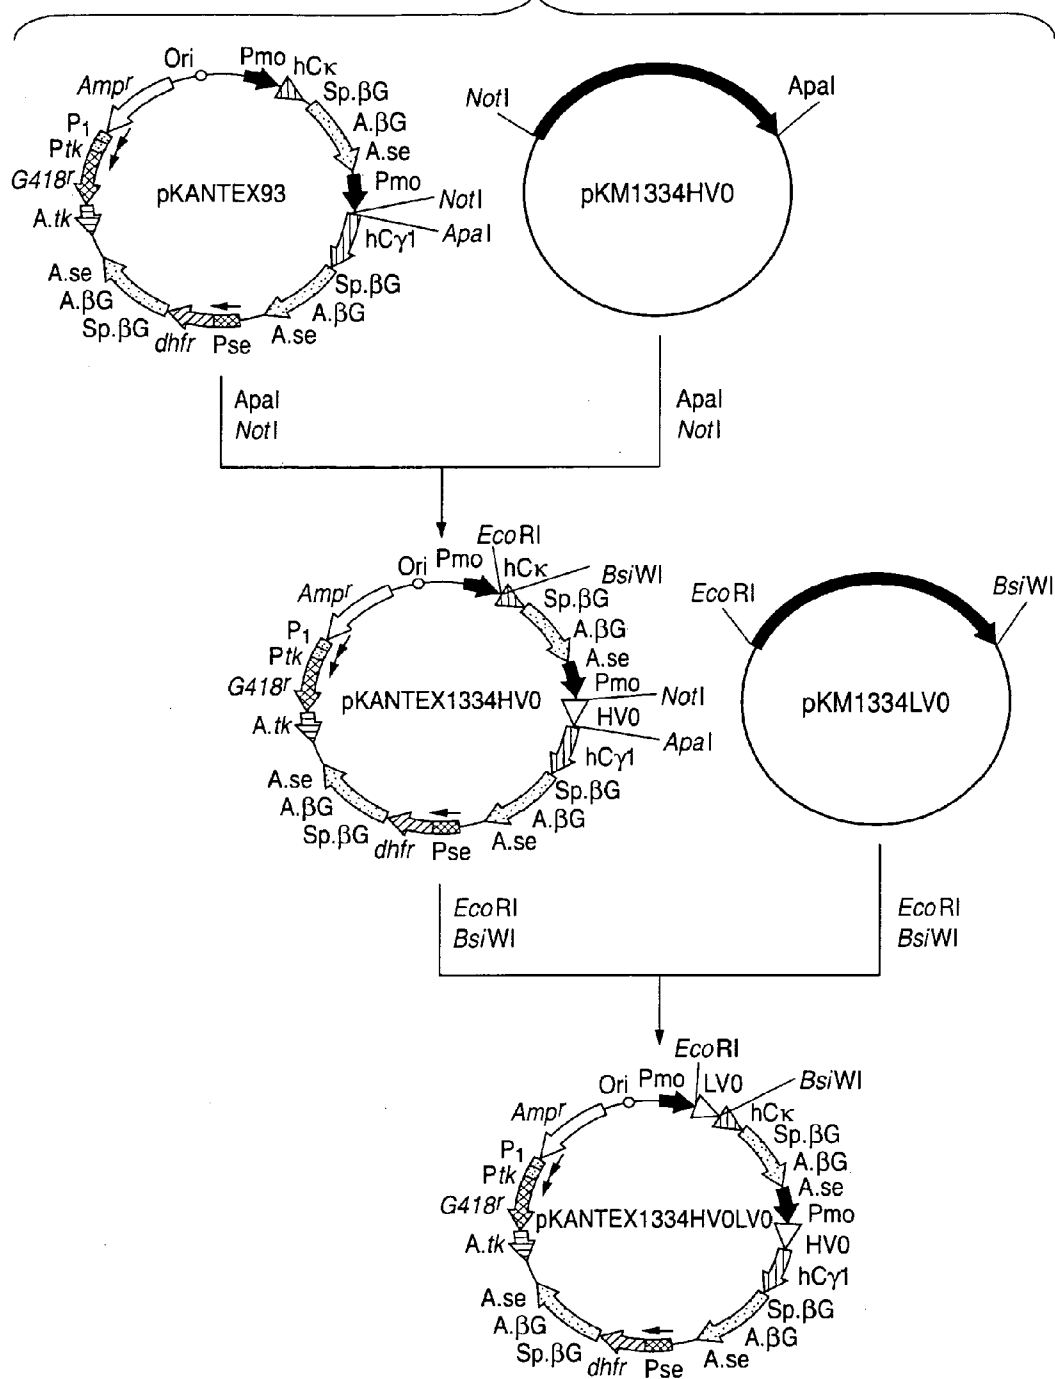 Ori
Pmo
hCκ
Ampʳ
Sp.βG
A.βG
A.se
P₁
Ptk
G418ʳ
A.tk
pKANTEX93
Pmo
NotI
ApaI
hCγ1
Sp.βG
A.βG
A.se
A.se
A.βG
Sp.βG
dhfr
Pse
NotI
ApaI
pKM1334HV0
ApaI
NotI
ApaI
NotI
EcoRI
Ori
Pmo
hCκ
BsiWI
Ampʳ
Sp.βG
A.βG
A.se
P₁
Ptk
G418ʳ
A.tk
pKANTEX1334HV0
Pmo
NotI
HV0
ApaI
hCγ1
Sp.βG
A.βG
A.se
A.se
A.βG
Sp.βG
dhfr
Pse
EcoRI
BsiWI
pKM1334LV0
EcoRI
BsiWI
EcoRI
BsiWI
EcoRI
Ori
Pmo
LV0
BsiWI
hCκ
Ampʳ
Sp.βG
A.βG
A.se
P₁
Ptk
G418ʳ
A.tk
pKANTEX1334HV0LV0
Pmo
HV0
hCγ1
Sp.βG
A.βG
A.se
A.se
A.βG
Sp.βG
dhfr
Pse